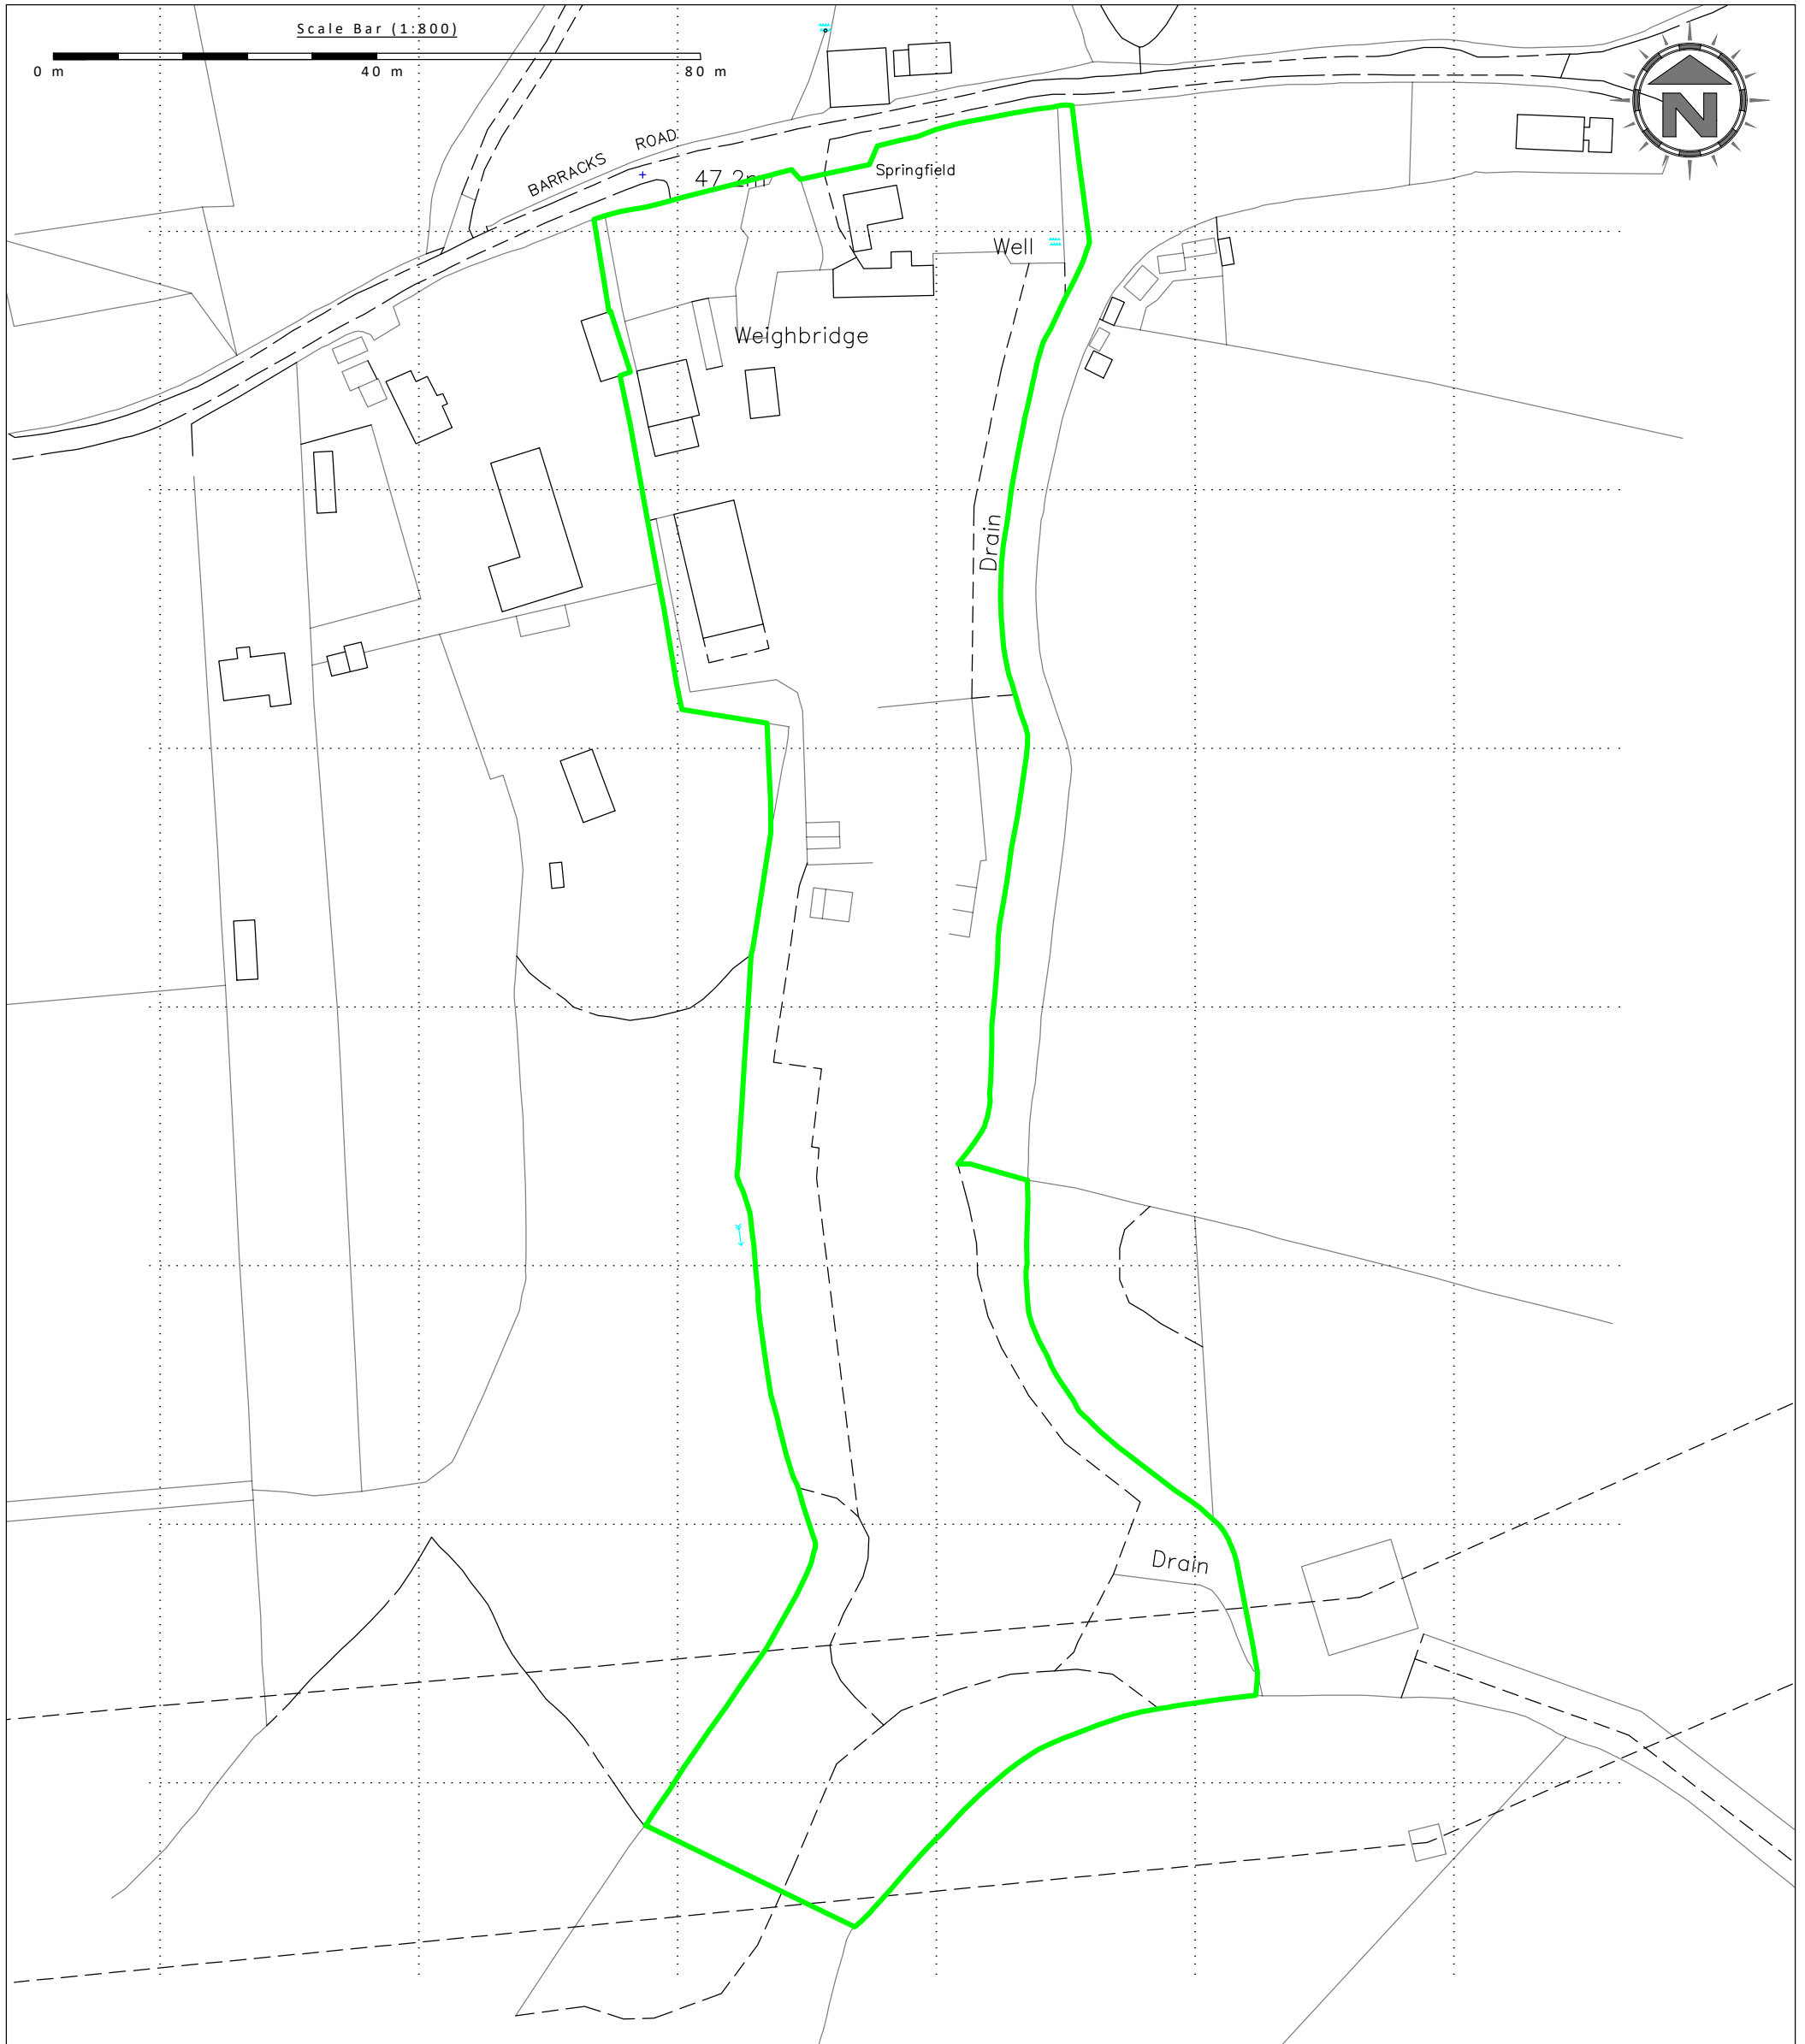 Scale Bar (1:800)
0 m 40 m 80 m
N
BARRACKS ROAD
47.2m
Springfield
Well
Weighbridge
Drain
Drain